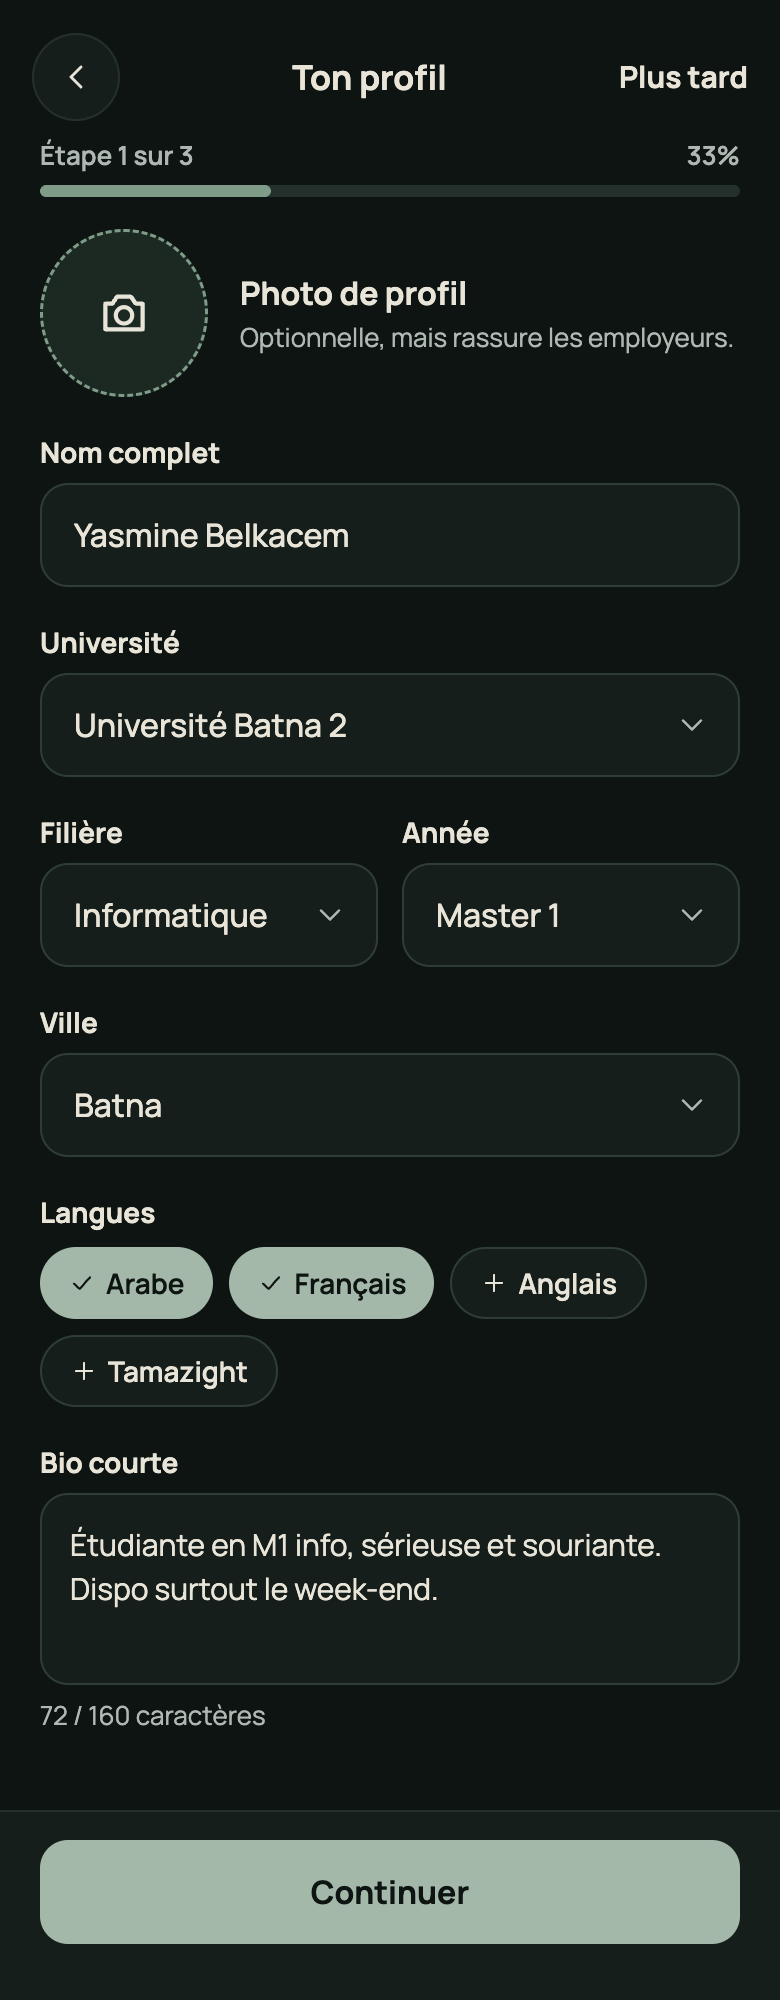 Ton profil
Plus tard
Étape 1 sur 3
33%
Photo de profil
Optionnelle, mais rassure les employeurs.
Nom complet
Yasmine Belkacem
Université
Université Batna 2
Filière
Année
Informatique
Master 1
Ville
Batna
Langues
Arabe
Français
Anglais
Tamazight
Bio courte
Étudiante en M1 info, sérieuse et souriante.
Dispo surtout le week-end.
72 / 160 caractères
Continuer